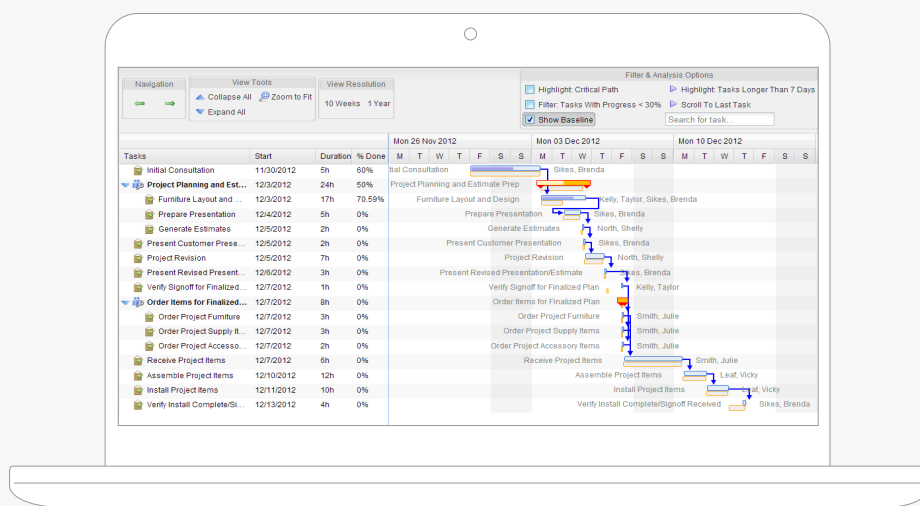 Filter & Analysis Options
Navigation View Tools View Resolution
Collapse All Zoom to Fit Highlight: Critical Path Highlight: Tasks Longer Than 7 Days
10 Weeks 1 Year Filter: Tasks With Progress < 30% Scroll To Last Task
Expand All
Show Baseline Search for task...
Mon 26 Nov 2012 Mon 03 Dec 2012 Mon 10 Dec 2012
Tasks Start Duration % Done M T W T F S S M T W T F S S M T W T F S S
Initial Consultation 11/30/2012 5h 60% tial Consultation Sikes, Brenda
Project Planning and Est... 12/3/2012 24h 50% Project Planning and Estimate Prep
Furniture Layout and ... 12/3/2012 17h 70.59% Furniture Layout and Design Kelly, Taylor, Sikes, Brenda
Prepare Presentation 12/4/2012 5h 0% Prepare Presentation Sikes, Brenda
Generate Estimates 12/5/2012 2h 0% Generate Estimates North, Shelly
Present Customer Prese... 12/5/2012 2h 0% Present Customer Presentation Sikes, Brenda
Project Revision 12/5/2012 7h 0% Project Revision North, Shelly
Present Revised Present... 12/6/2012 3h 0% Present Revised Presentation/Estimate Sikes, Brenda
Verify Signoff for Finalized... 12/7/2012 1h 0% Verify Signoff for Finalized Plan Kelly, Taylor
Order Items for Finalized... 12/7/2012 8h 0% Order Items for Finalized Plan
Order Project Furniture 12/7/2012 3h 0% Order Project Furniture Smith, Julie
Order Project Supply It... 12/7/2012 3h 0% Order Project Supply Items Smith, Julie
Order Project Accesso... 12/7/2012 2h 0% Order Project Accessory Items Smith, Julie
Receive Project Items 12/7/2012 6h 0% Receive Project Items Smith, Julie
Assemble Project Items 12/10/2012 12h 0% Assemble Project Items Leaf, Vicky
Install Project Items 12/11/2012 10h 0% Install Project Items Leaf, Vicky
Verify Install Complete/Si... 12/13/2012 4h 0% Verify Install Complete/Signoff Received Sikes, Brenda